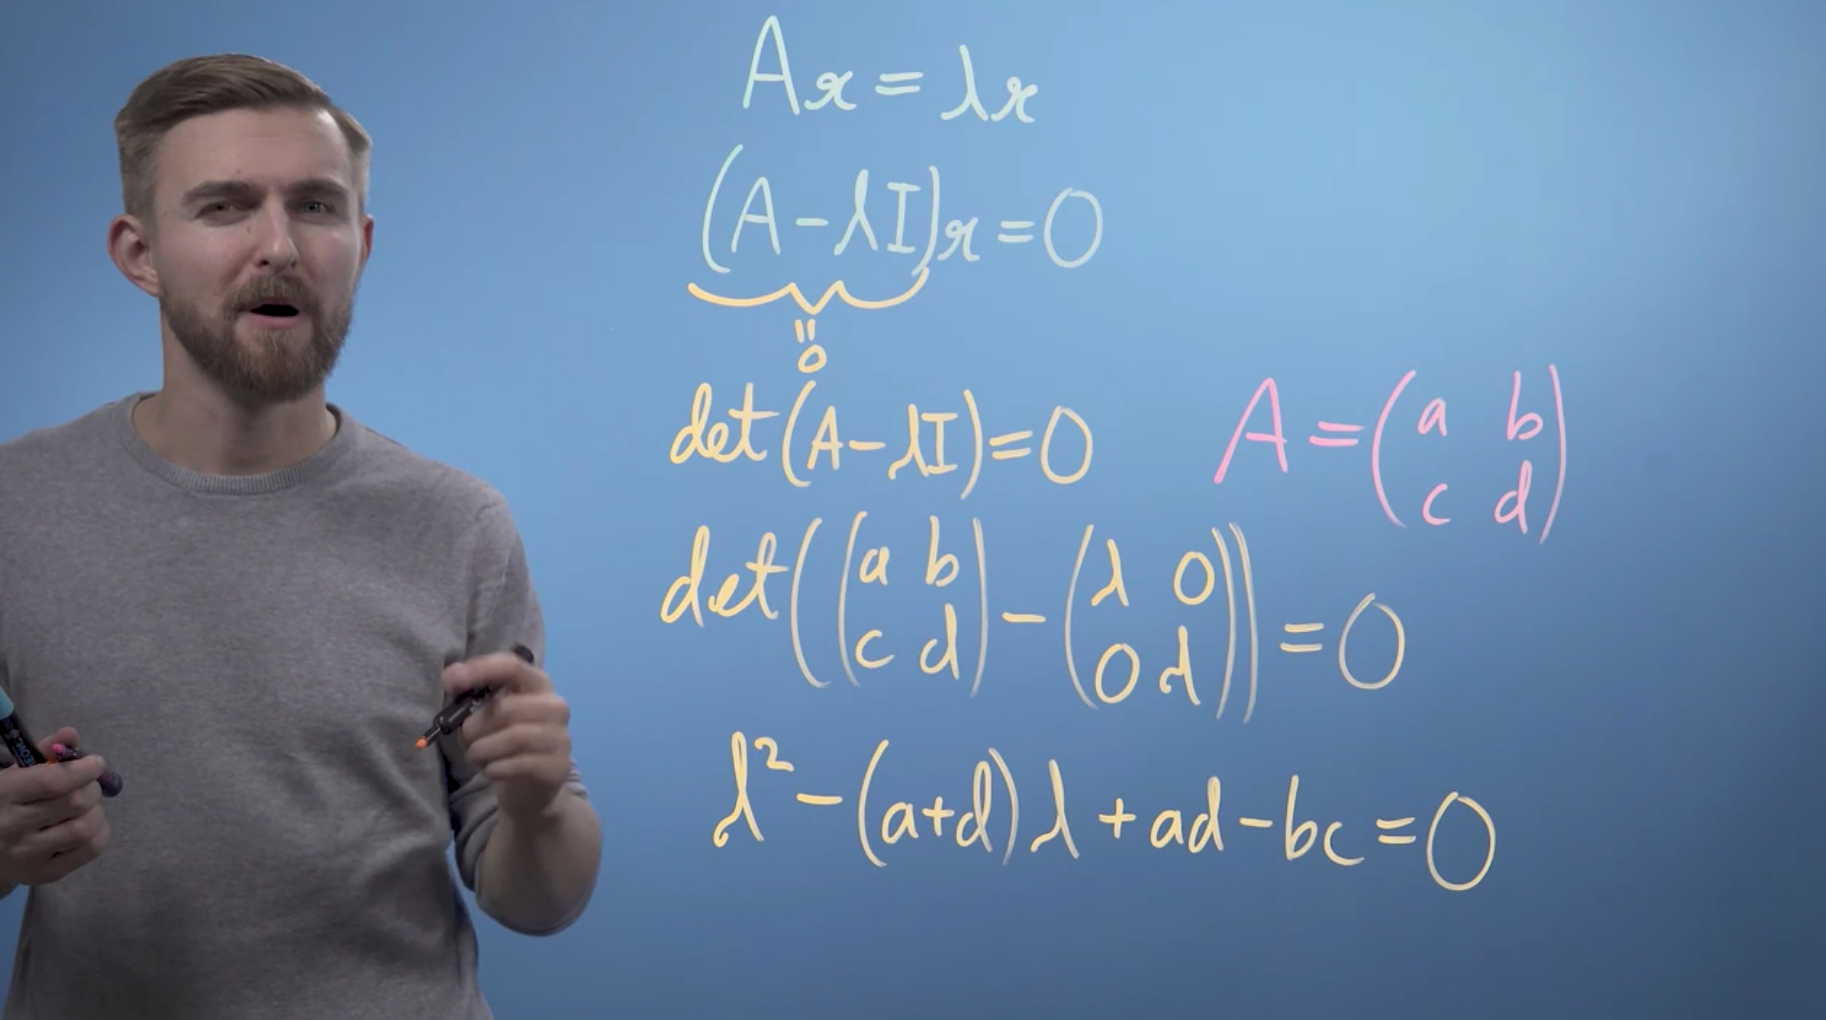 Ax = λx
(A - λI)x = 0
"
0
det(A - λI) = 0
A = (a b
c d)
det((a b
c d) - (λ 0
0 λ)) = 0
λ² - (a+d)λ + ad - bc = 0